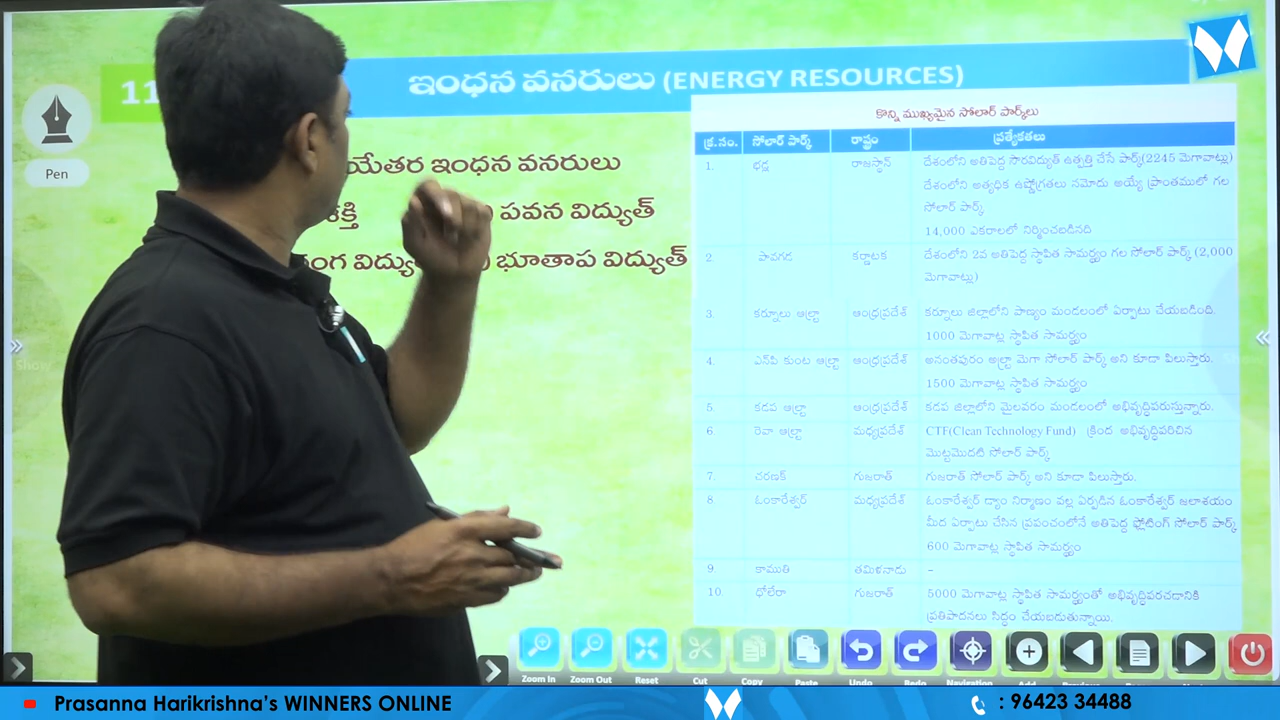 11
ఇంధన వనరులు (ENERGY RESOURCES)
Pen
యేతర ఇంధన వనరులు
శక్తి
పవన విద్యుత్
భూతాప విద్యుత్
కొన్ని ముఖ్యమైన సోలార్ పార్క్‌లు
క్ర.సం. సోలార్ పార్క్ రాష్ట్రం ప్రత్యేకతలు
1. భడ్ల రాజస్థాన్ దేశంలోని అతిపెద్ద సౌరవిద్యుత్ ఉత్పత్తి చేసే పార్క్(2245 మెగావాట్లు)
దేశంలోని అత్యధిక ఉష్ణోగ్రతలు నమోదు అయ్యే ప్రాంతములో గల
సోలార్ పార్క్
14,000 ఎకరాలలో నిర్మించబడినది
2. పావగడ కర్ణాటక దేశంలోని 2వ అతిపెద్ద స్థాపిత సామర్థ్యం గల సోలార్ పార్క్ (2,000
మెగావాట్లు)
3. కర్నూలు అల్ట్రా ఆంధ్రప్రదేశ్ కర్నూలు జిల్లాలోని పాణ్యం మండలంలో ఏర్పాటు చేయబడింది.
1000 మెగావాట్ల స్థాపిత సామర్థ్యం
4. ఎన్‌పి కుంట అల్ట్రా ఆంధ్రప్రదేశ్ అనంతపురం అల్ట్రా మెగా సోలార్ పార్క్ అని కూడా పిలుస్తారు.
1500 మెగావాట్ల స్థాపిత సామర్థ్యం
5. కడప అల్ట్రా ఆంధ్రప్రదేశ్ కడప జిల్లాలోని మైలవరం మండలంలో అభివృద్ధిపరుస్తున్నారు.
6. రెవా అల్ట్రా మధ్యప్రదేశ్ CTF(Clean Technology Fund) క్రింద అభివృద్ధిపరిచిన
మొట్టమొదటి సోలార్ పార్క్
7. చరణక్ గుజరాత్ గుజరాత్ సోలార్ పార్క్ అని కూడా పిలుస్తారు.
8 ఓంకారేశ్వర్ మధ్యప్రదేశ్ ఓంకారేశ్వర్ డ్యాం నిర్మాణం వల్ల ఏర్పడిన ఓంకారేశ్వర్ జలాశయం
మీద ఏర్పాటు చేసిన ప్రపంచంలోనే అతిపెద్ద ఫ్లోటింగ్ సోలార్ పార్క్
600 మెగావాట్ల స్థాపిత సామర్థ్యం
9 కాముతి తమిళనాడు –
10. ధోలేరా గుజరాత్ 5000 మెగావాట్ల స్థాపిత సామర్థ్యంతో అభివృద్ధిపరచడానికి
ప్రతిపాదనలు సిద్ధం చేయబడుతున్నాయి.
Zoom In Zoom Out Reset Cut Copy Paste Undo Redo Navigation Add
Prasanna Harikrishna's WINNERS ONLINE
: 96423 34488